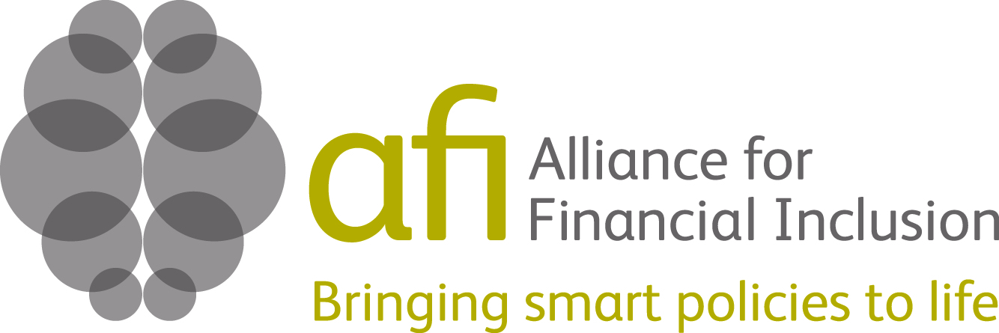 afi
Alliance for
Financial Inclusion
Bringing smart policies to life